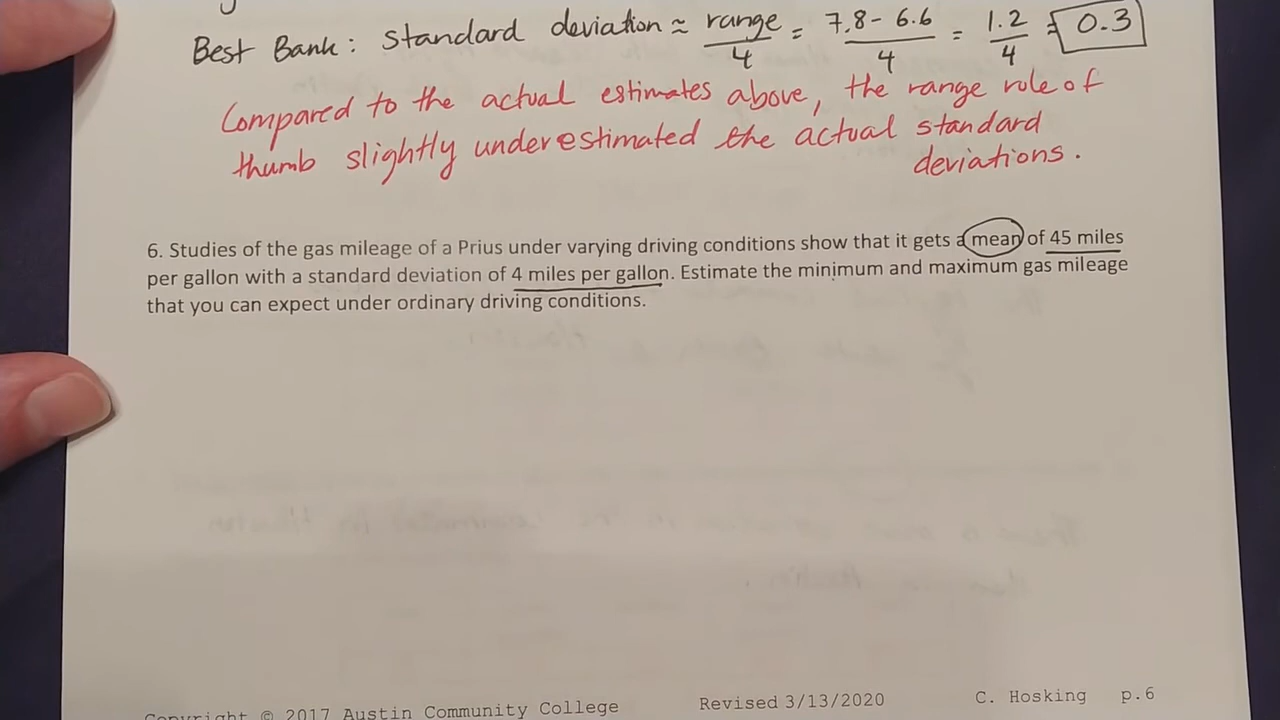 Best Bank: Standard deviation ≈ range/4 = 7.8 - 6.6/4 = 1.2/4 = 0.3
Compared to the actual estimates above, the range rule of
thumb slightly underestimated the actual standard
deviations.
6. Studies of the gas mileage of a Prius under varying driving conditions show that it gets a mean of 45 miles
per gallon with a standard deviation of 4 miles per gallon. Estimate the minimum and maximum gas mileage
that you can expect under ordinary driving conditions.
Copyright © 2017 Austin Community College Revised 3/13/2020 C. Hosking p.6